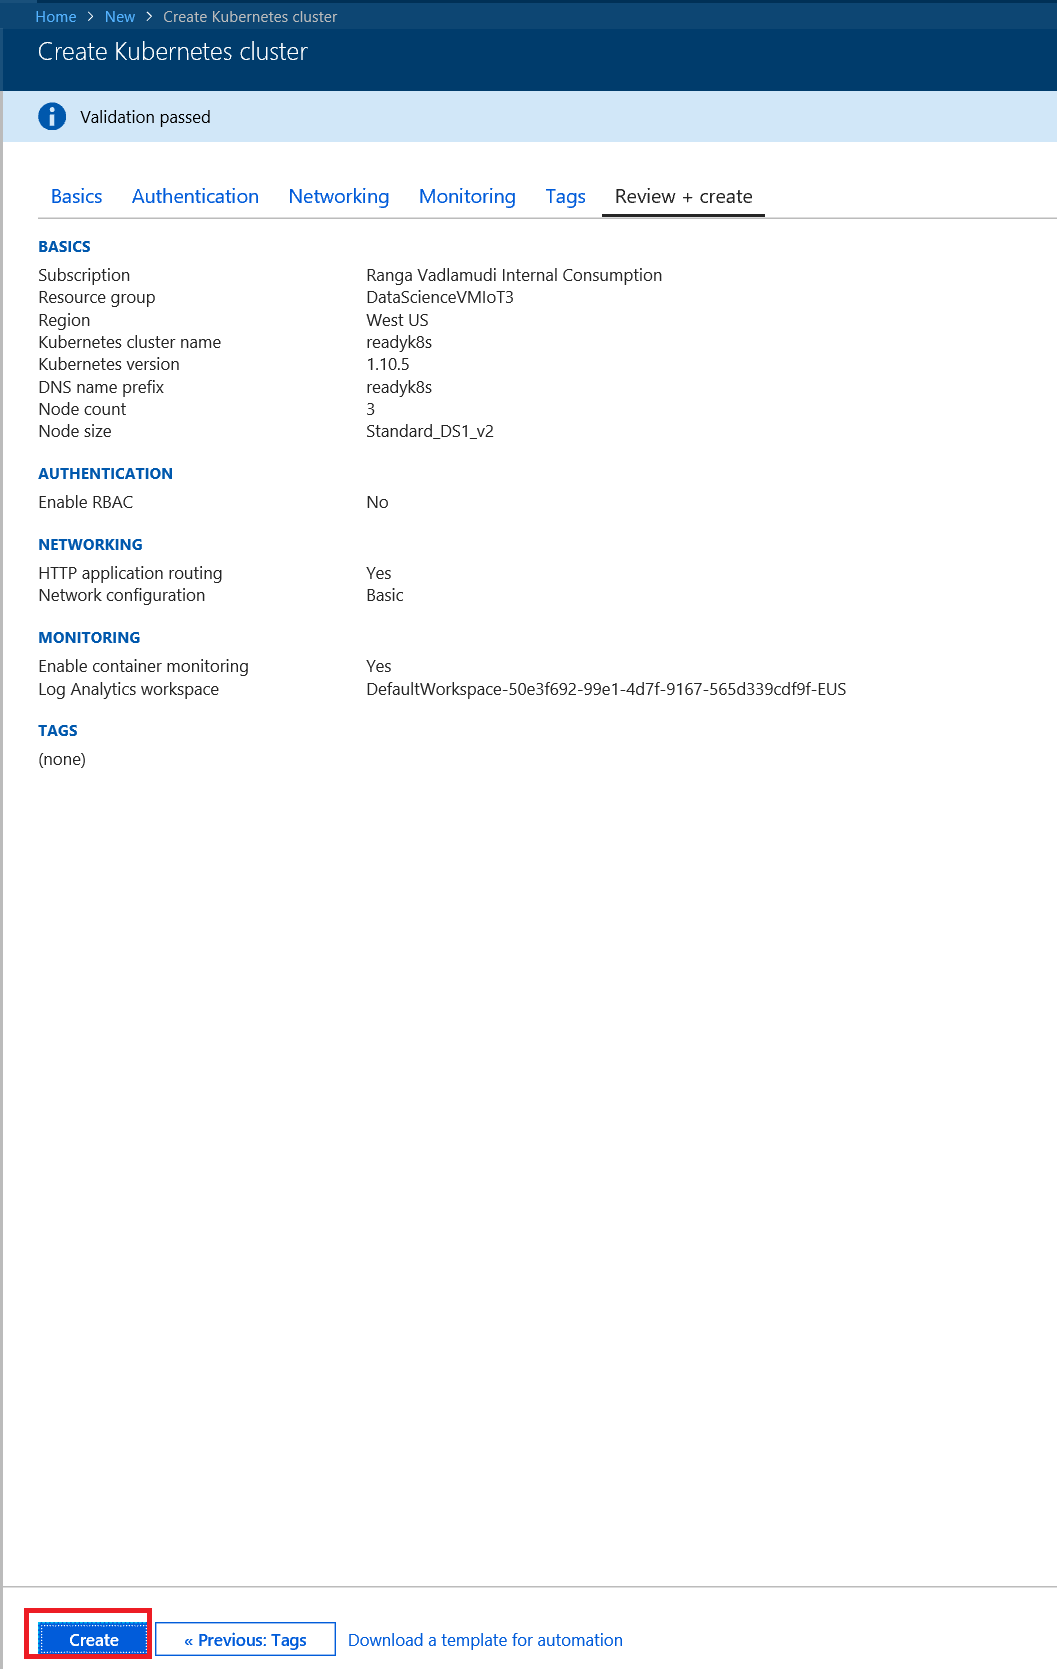 Home > New > Create Kubernetes cluster
Create Kubernetes cluster
Validation passed
Basics Authentication Networking Monitoring Tags Review + create
BASICS
Subscription Ranga Vadlamudi Internal Consumption
Resource group DataScienceVMIoT3
Region West US
Kubernetes cluster name readyk8s
Kubernetes version 1.10.5
DNS name prefix readyk8s
Node count 3
Node size Standard_DS1_v2
AUTHENTICATION
Enable RBAC No
NETWORKING
HTTP application routing Yes
Network configuration Basic
MONITORING
Enable container monitoring Yes
Log Analytics workspace DefaultWorkspace-50e3f692-99e1-4d7f-9167-565d339cdf9f-EUS
TAGS
(none)
Create « Previous: Tags Download a template for automation